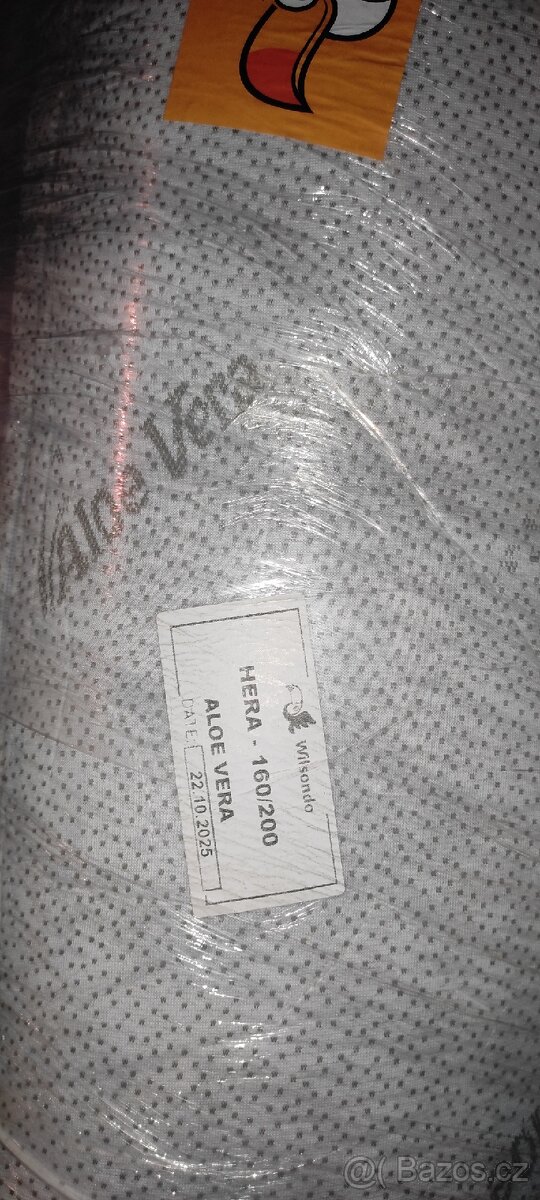 Aloe Vera
Wilsondo
HERA - 160/200
ALOE VERA
DATE: 22.10.2025
@( Bazos.cz